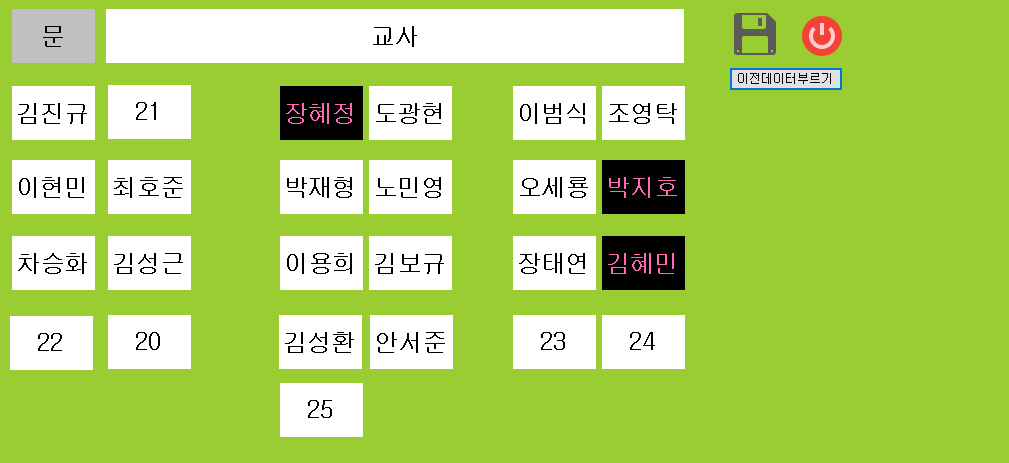 문 교사
이전데이터부르기
김진규 21 장혜정 도광현 이범식 조영탁
이현민 최호준 박재형 노민영 오세룡 박지호
차승화 김성근 이용희 김보규 장태연 김혜민
22 20 김성환 안서준 23 24
25